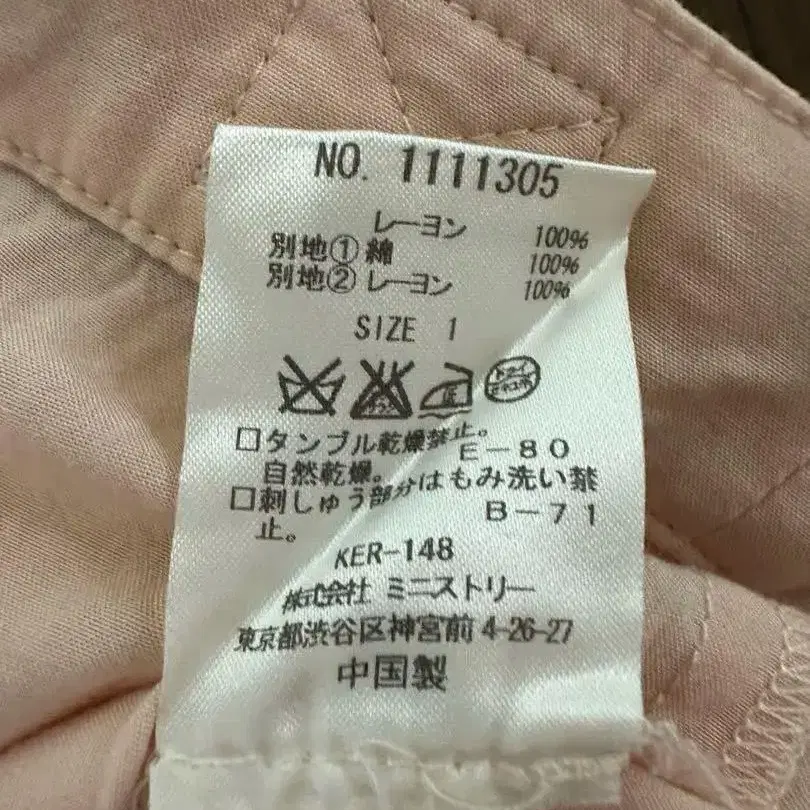 NO. 1111305
レーヨン 100%
別地① 綿 100%
別地② レーヨン 100%
SIZE 1
□タンブル乾燥禁止。
自然乾燥。 E-80
□刺しゅう部分はもみ洗い禁
止。 B-71
KER-148
株式会社 ミニストリー
東京都渋谷区神宮前 4-26-27
中国製